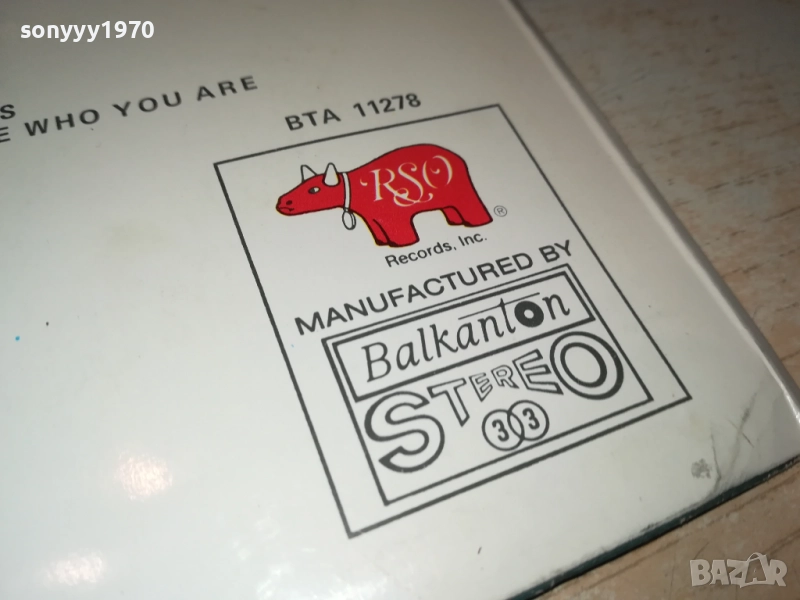 sonyyy1970
S
E WHO YOU ARE
BTA 11278
RSO
®
Records, Inc.
MANUFACTURED BY
Balkanton
STEREO
33
BAZAR